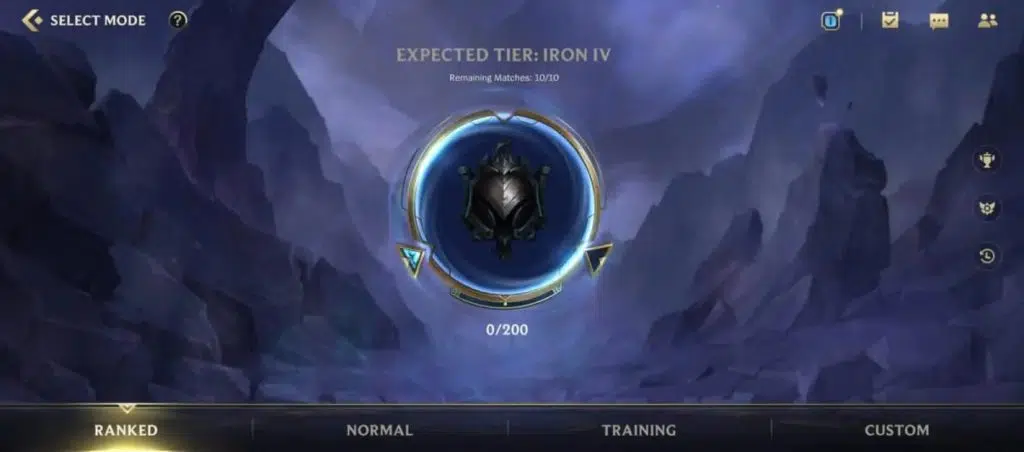 SELECT MODE
?
EXPECTED TIER: IRON IV
Remaining Matches: 10/10
0/200
RANKED
NORMAL
TRAINING
CUSTOM